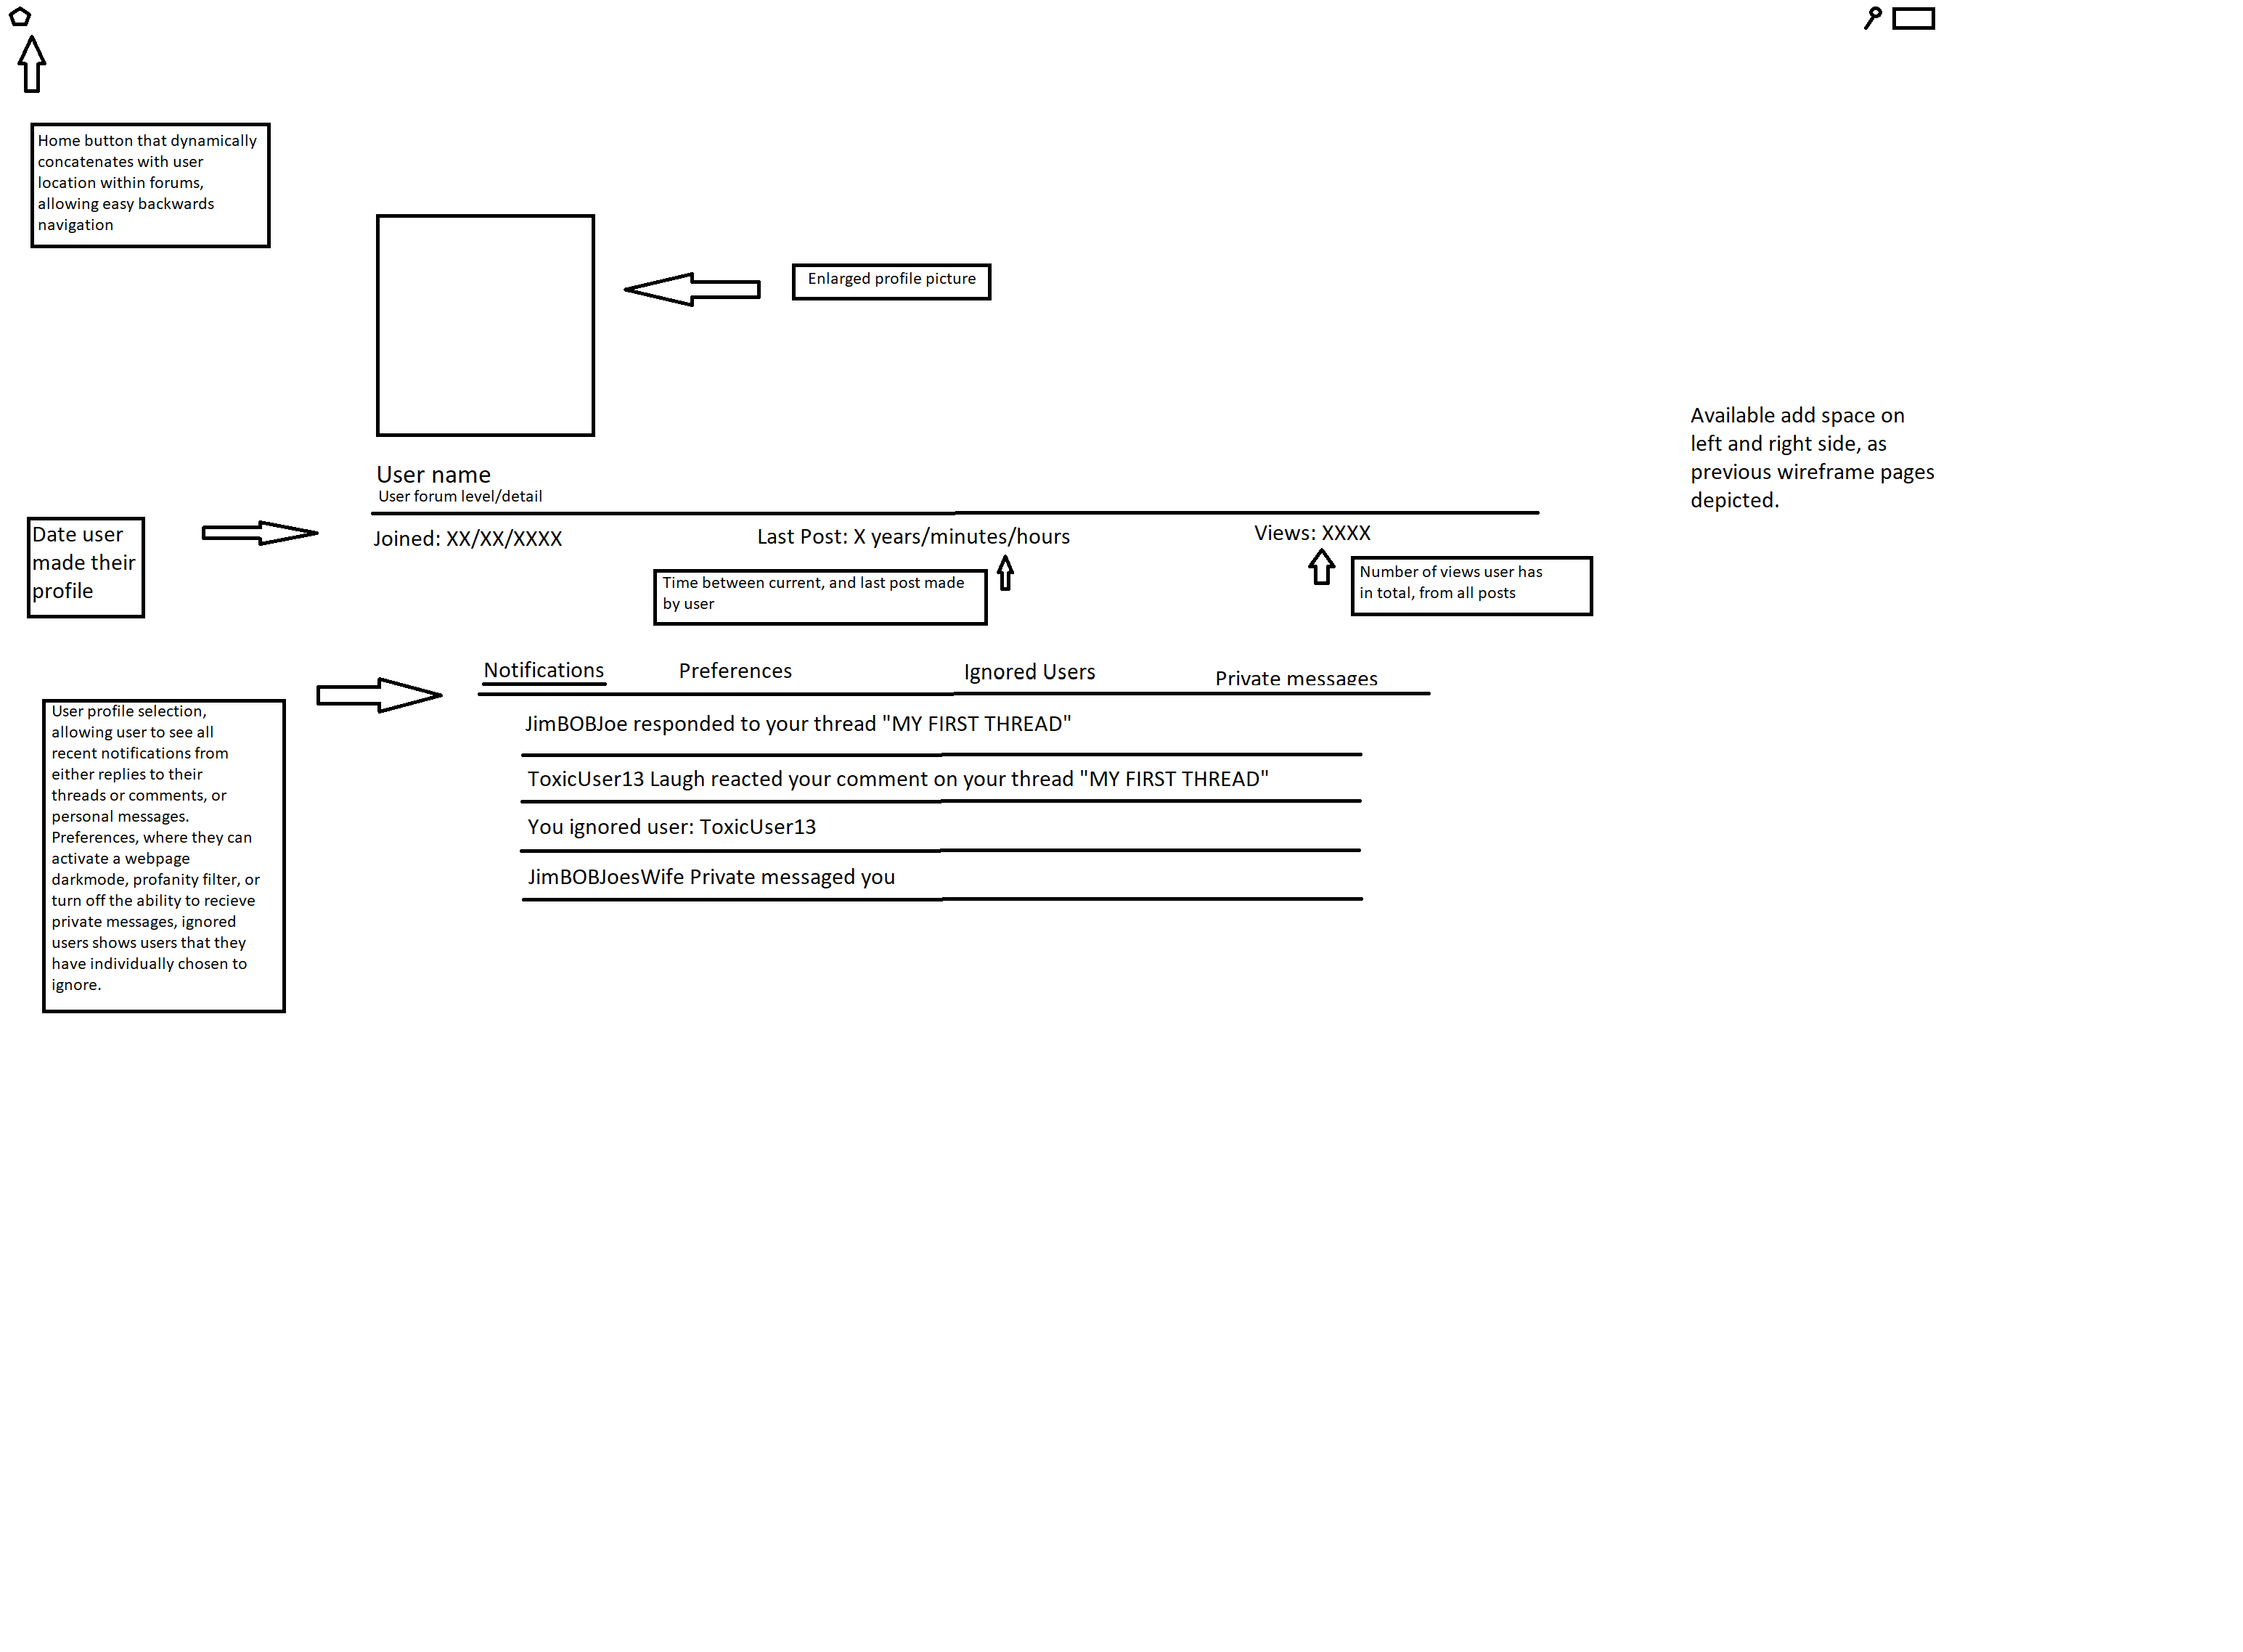 Home button that dynamically
concatenates with user
location within forums,
allowing easy backwards
navigation
Enlarged profile picture
Available add space on
left and right side, as
previous wireframe pages
depicted.
User name
User forum level/detail
Date user
made their
profile
Joined: XX/XX/XXXX
Last Post: X years/minutes/hours
Views: XXXX
Time between current, and last post made
by user
Number of views user has
in total, from all posts
Notifications
Preferences
Ignored Users
Private messages
User profile selection,
allowing user to see all
recent notifications from
either replies to their
threads or comments, or
personal messages.
Preferences, where they can
activate a webpage
darkmode, profanity filter, or
turn off the ability to recieve
private messages, ignored
users shows users that they
have individually chosen to
ignore.
JimBOBJoe responded to your thread "MY FIRST THREAD"
ToxicUser13 Laugh reacted your comment on your thread "MY FIRST THREAD"
You ignored user: ToxicUser13
JimBOBJoesWife Private messaged you